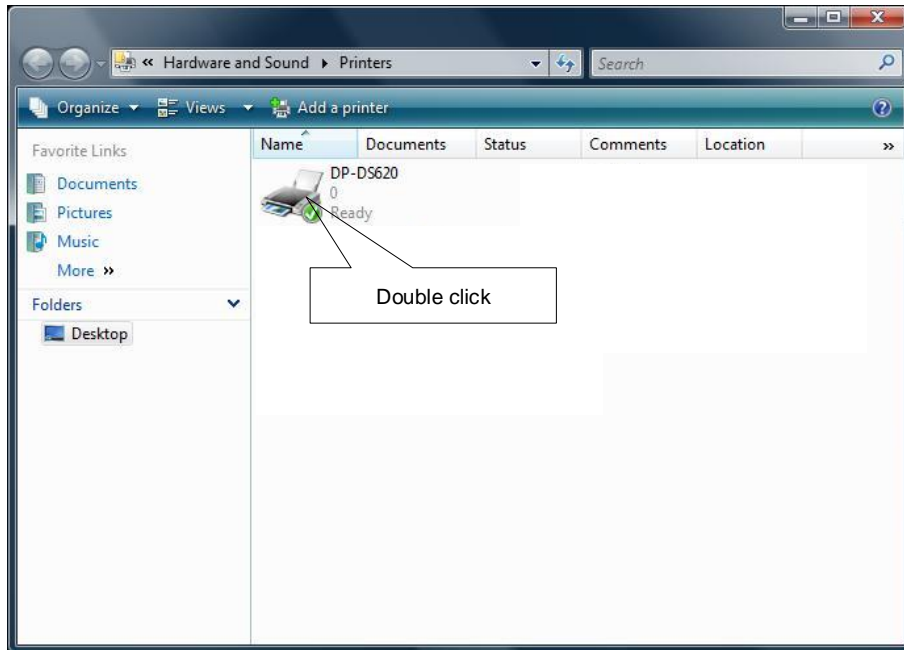 « Hardware and Sound Printers Search
Organize Views Add a printer
Favorite Links
Documents
Pictures
Music
More »
Folders
Desktop
Name Documents Status Comments Location »
DP-DS620
0
Ready
Double click